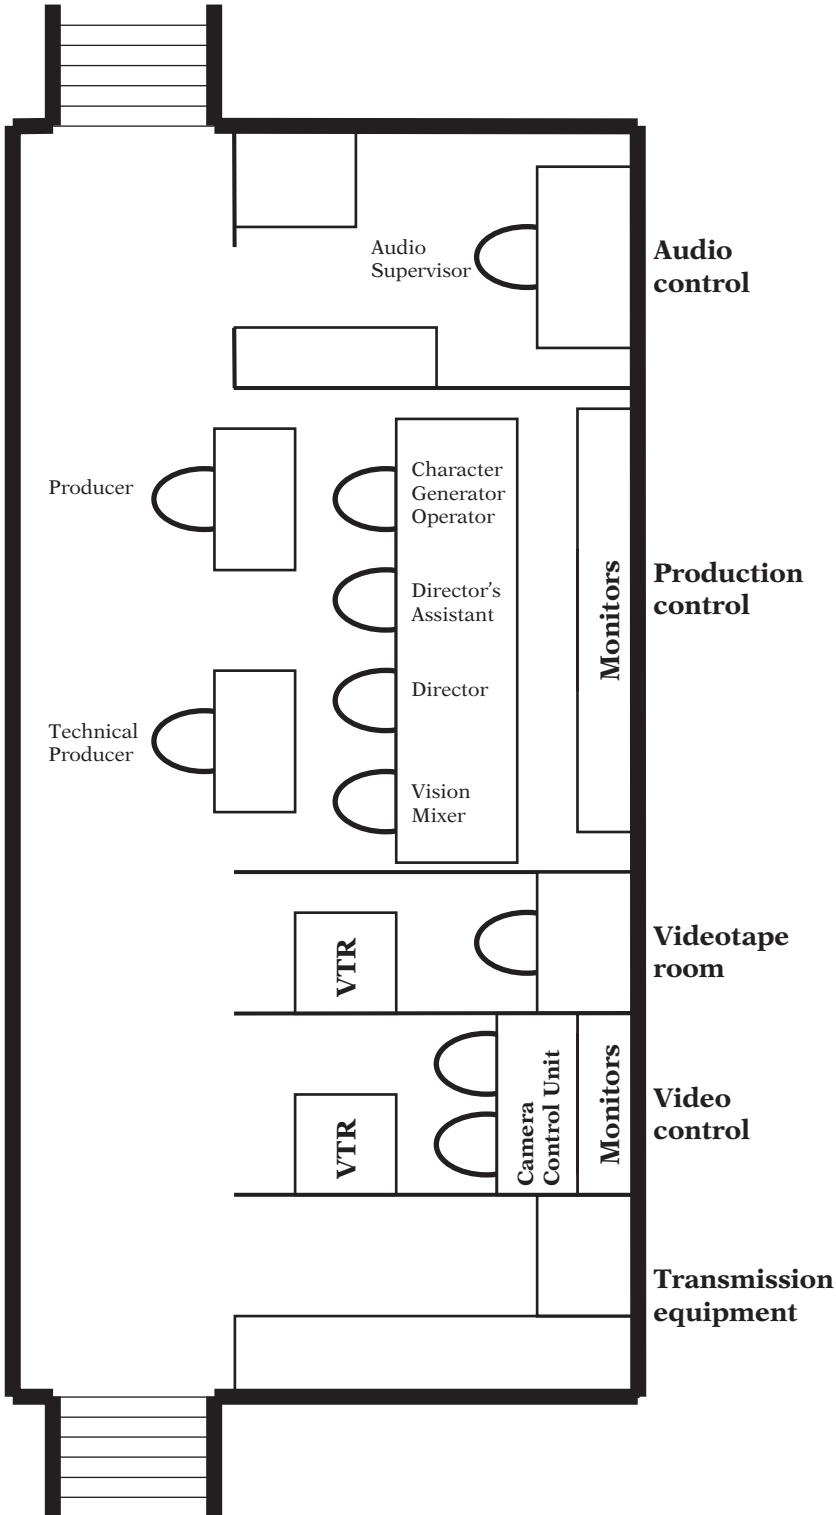 Audio
Supervisor
Audio
control
Producer
Character
Generator
Operator
Director’s
Assistant
Director
Technical
Producer
Vision
Mixer
Monitors
Production
control
VTR
Videotape
room
VTR
Camera
Control Unit
Monitors
Video
control
Transmission
equipment